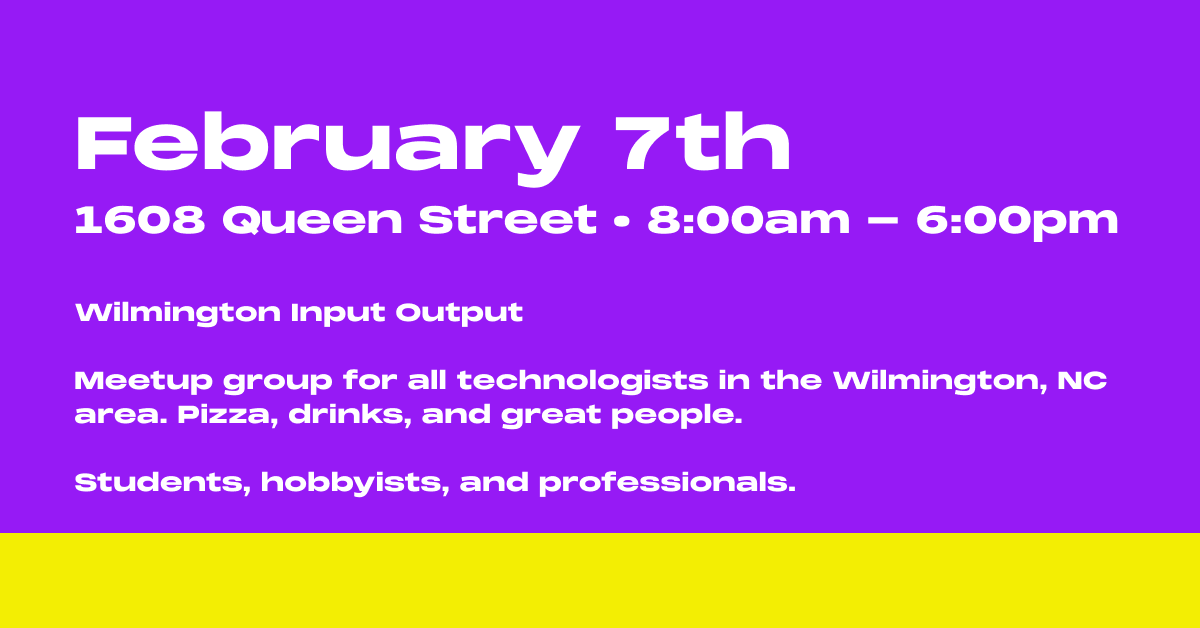 February 7th
1608 Queen Street • 8:00am – 6:00pm
Wilmington Input Output
Meetup group for all technologists in the Wilmington, NC
area. Pizza, drinks, and great people.
Students, hobbyists, and professionals.